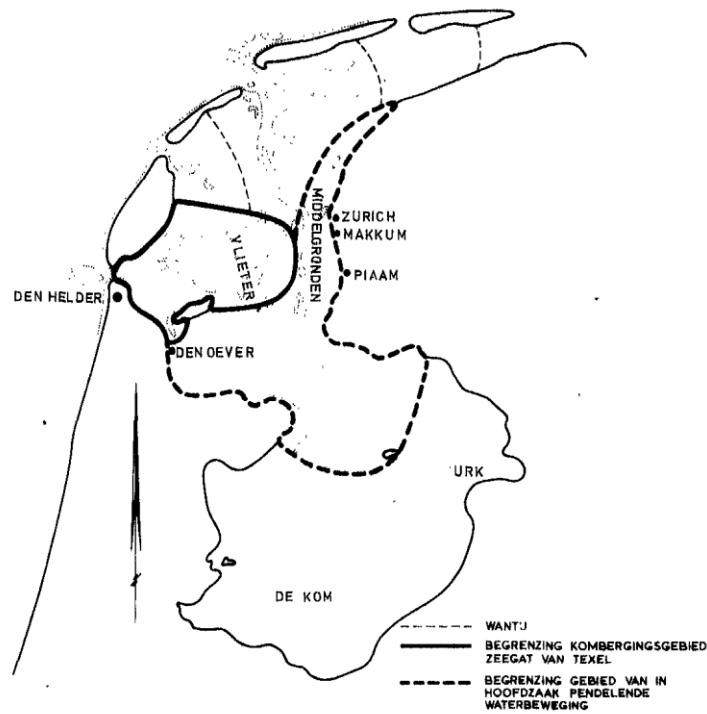 ZURICH
MAKKUM
MIDDELGRONDEN
VLIETER
PIAAM
DEN HELDER
DEN OEVER
URK
DE KOM
WANTIJ
BEGRENZING KOMBERGINGSGEBIED
ZEEGAT VAN TEXEL
BEGRENZING GEBIED VAN IN
HOOFDZAAK PENDELENDE
WATERBEWEGING